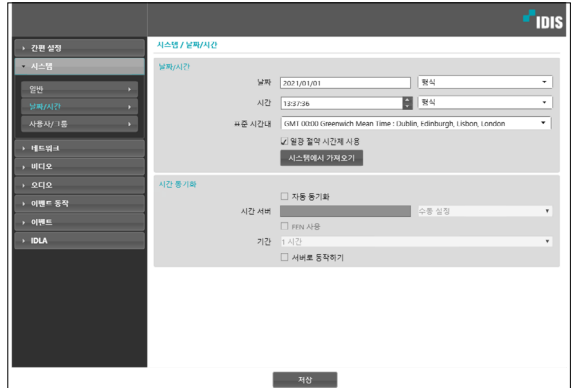 IDIS
간편 설정
시스템
일반
날짜/시간
사용자/그룹
네트워크
비디오
오디오
이벤트 동작
이벤트
IDLA
시스템 / 날짜/시간
날짜/시간
날짜 2021/01/01 형식
시간 13:37:36 형식
표준 시간대 GMT 00:00 Greenwich Mean Time : Dublin, Edinburgh, Lisbon, London
일광 절약 시간제 사용
시스템에서 가져오기
시간 동기화
자동 동기화
시간 서버 수동 설정
FEN 사용
기간 1 시간
서버로 동작하기
저장